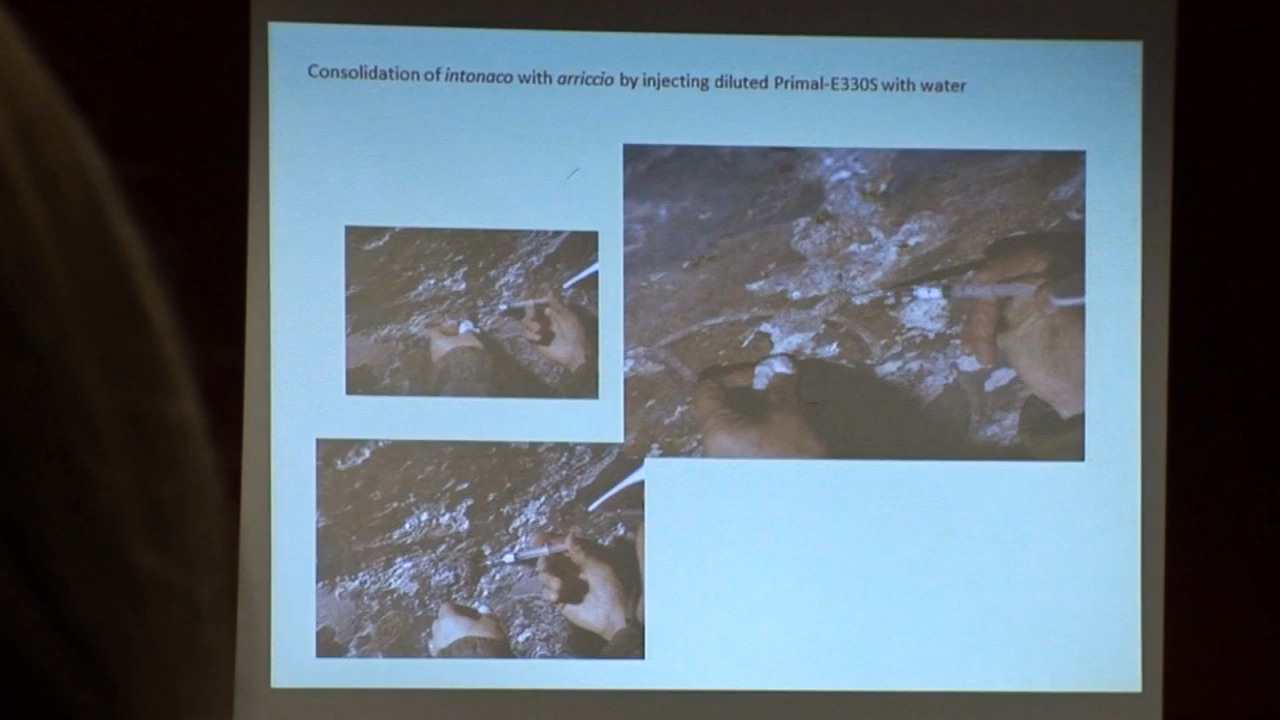 Consolidation of intonaco with arriccio by injecting diluted Primal-E330S with water